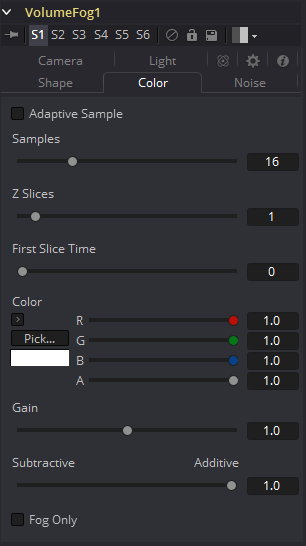 VolumeFog1
S1 S2 S3 S4 S5 S6
Camera Light
Shape Color Noise
Adaptive Sample
Samples
16
Z Slices
1
First Slice Time
0
Color
R 1.0
Pick... G 1.0
B 1.0
A 1.0
Gain
1.0
Subtractive Additive
1.0
Fog Only